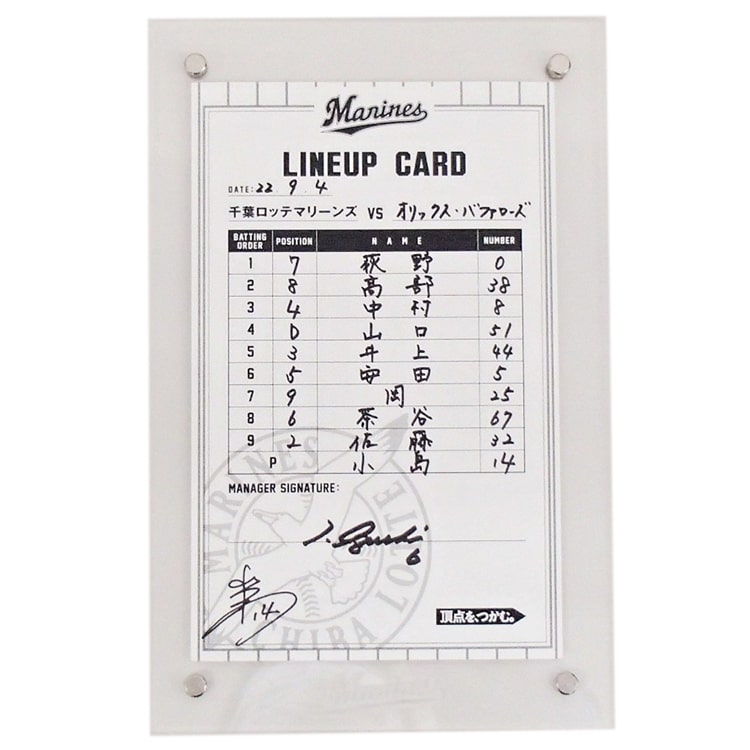 Marines
LINEUP CARD
DATE: 22.9.4
千葉ロッテマリーンズ VS オリックス・バファローズ
BATTING ORDER POSITION NAME NUMBER
1 7 荻野 0
2 8 髙部 38
3 4 中村 8
4 D 山口 51
5 3 井上 44
6 5 安田 5
7 9 岡 25
8 6 茶谷 67
9 2 佐藤 32
P 小島 14
MANAGER SIGNATURE:
6
14
頂点を、つかむ。
MARINES
CHIBA LOTTE